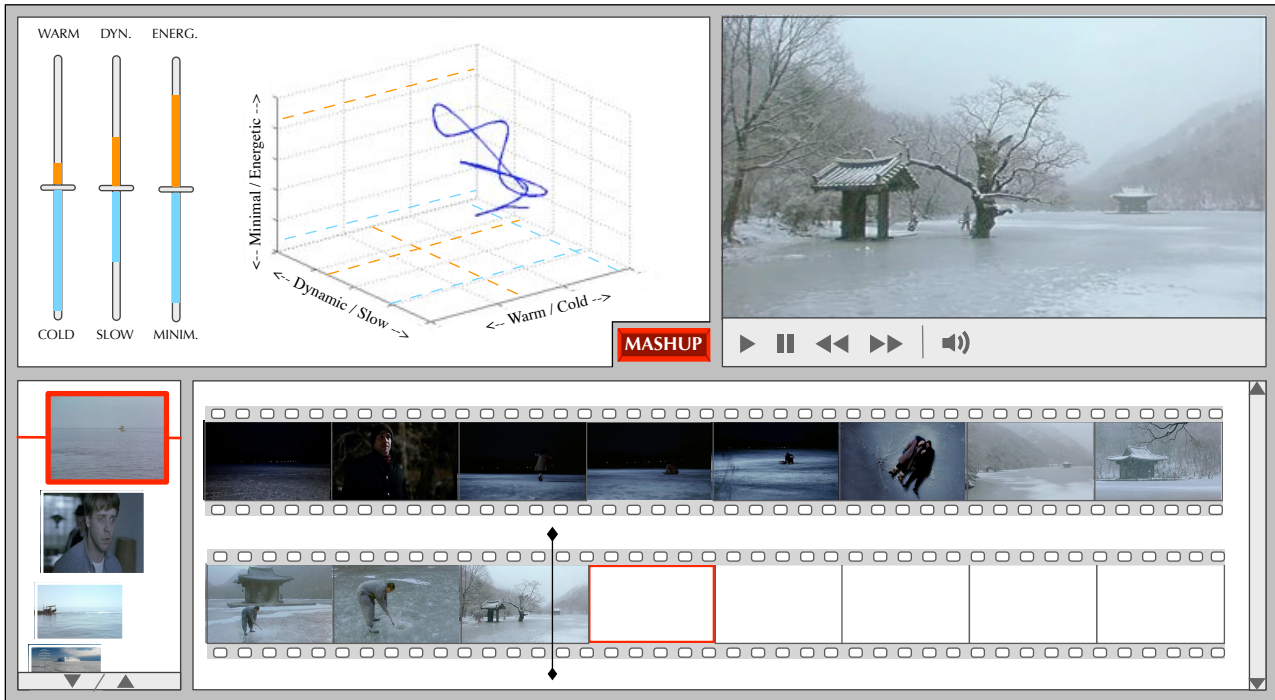 WARM DYN. ENERG.
COLD SLOW MINIM.
<-- Minimal / Energetic -->
<-- Dynamic / Slow -->
<-- Warm / Cold -->
MASHUP